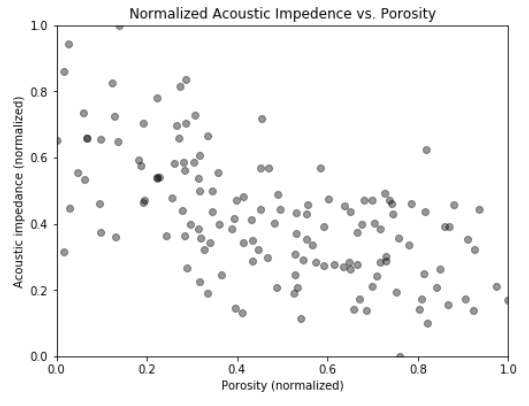 Normalized Acoustic Impedence vs. Porosity
1.0
0.8
0.6
0.4
0.2
0.0
Acoustic impedance (normalized)
0.0 0.2 0.4 0.6 0.8 1.0
Porosity (normalized)